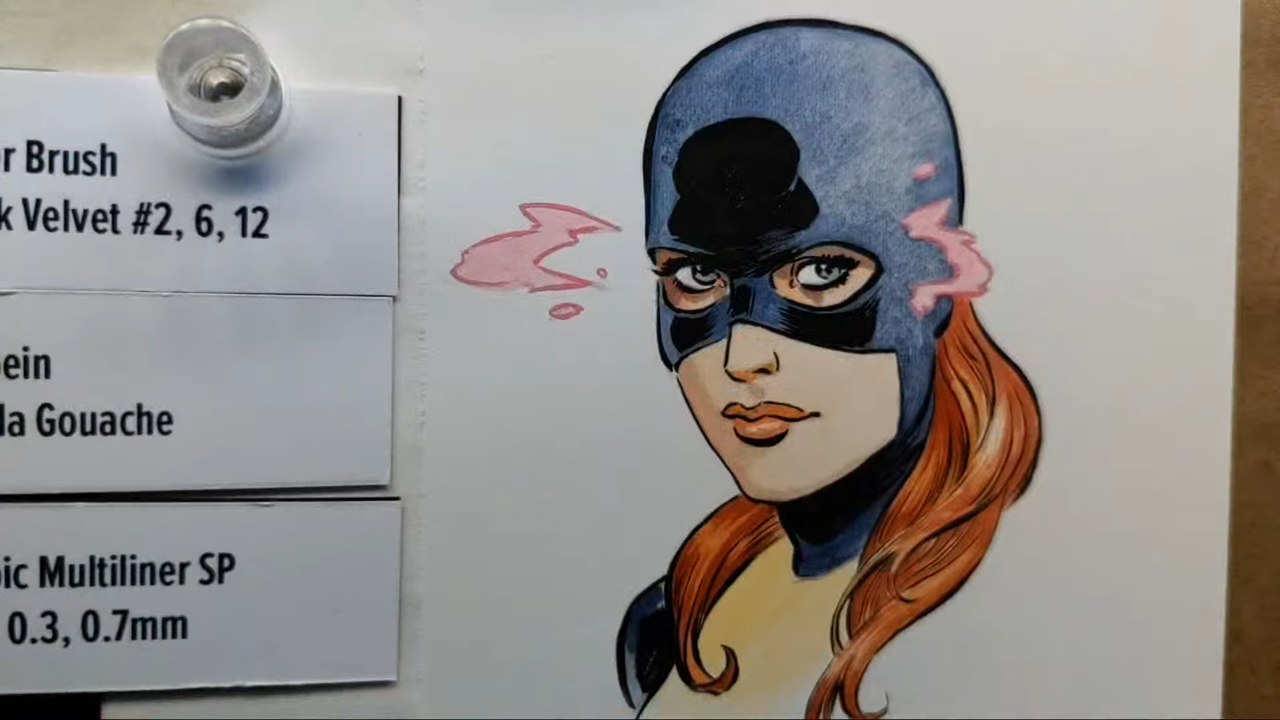 r Brush
k Velvet #2, 6, 12
ein
la Gouache
ic Multiliner SP
0.3, 0.7mm